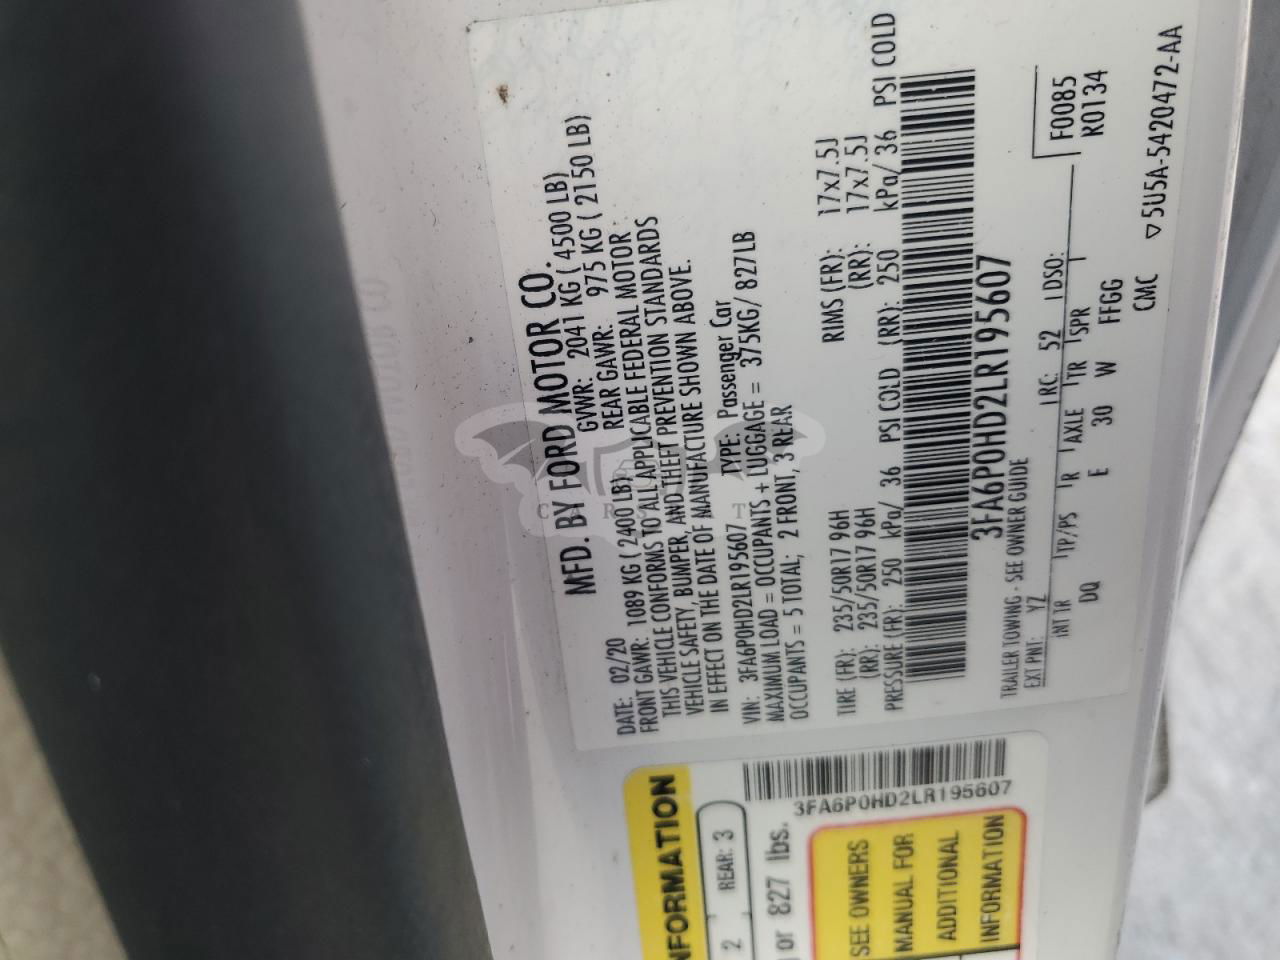 MFD. BY FORD MOTOR CO.
DATE: 02/20 GVWR: 2041 KG ( 4500 LB)
FRONT GAWR: 1089 KG ( 2400 LB) REAR GAWR: 975 KG ( 2150 LB)
THIS VEHICLE CONFORMS TO ALL APPLICABLE FEDERAL MOTOR
VEHICLE SAFETY, BUMPER, AND THEFT PREVENTION STANDARDS
IN EFFECT ON THE DATE OF MANUFACTURE SHOWN ABOVE.
VIN: 3FA6P0HD2LR195607 TYPE: Passenger Car
MAXIMUM LOAD = OCCUPANTS + LUGGAGE = 375KG/ 827LB
OCCUPANTS = 5 TOTAL; 2 FRONT, 3 REAR
TIRE (FR): 235/50R17 96H RIMS (FR): 17x7.5J
(RR): 235/50R17 96H (RR): 17x7.5J
PRESSURE (FR): 250 kPa/ 36 PSI COLD (RR): 250 kPa/ 36 PSI COLD
3FA6P0HD2LR195607
TRAILER TOWING - SEE OWNER GUIDE
EXT PNT: YZ RC: 52 DSO: F0085
INT TR TP/PS R AXLE TR SPR R0134
DQ E 30 W FFGG
CMC
▽5U5A-5420472-AA
NFORMATION
2 REAR: 3
or 827 lbs.
3FA6P0HD2LR195607
SEE OWNERS
MANUAL FOR
ADDITIONAL
INFORMATION